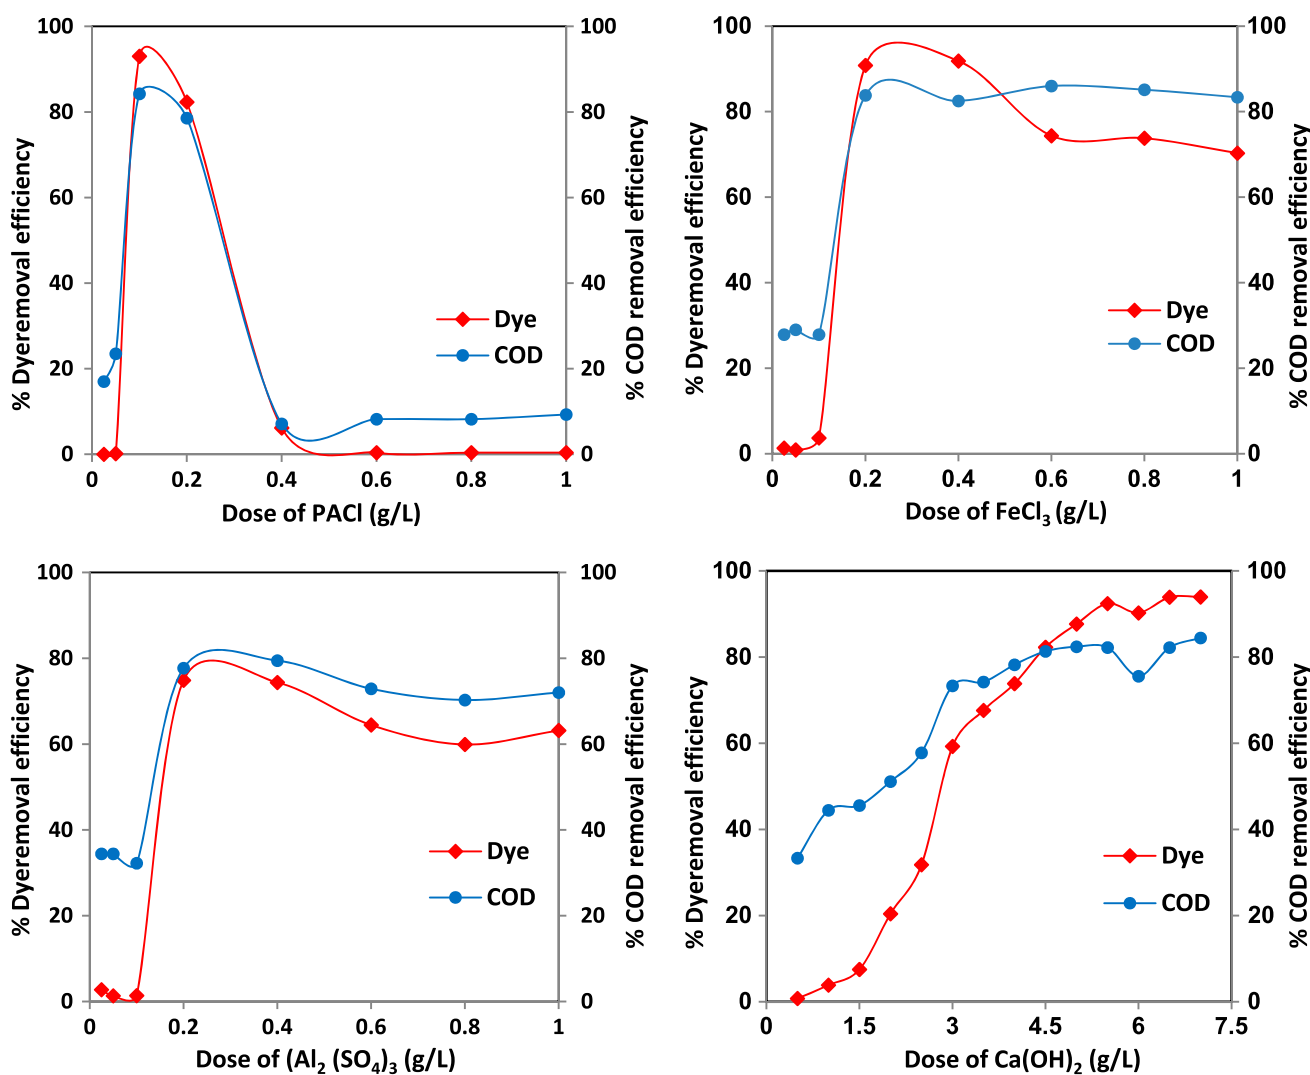 100
80
60
40
20
0
% Dyeremoval efficiency
100
80
60
40
20
0
% COD removal efficiency
Dye
COD
0 0.2 0.4 0.6 0.8 1
Dose of PACl (g/L)
100
80
60
40
20
0
% Dyeremoval efficiency
100
80
60
40
20
0
% COD removal efficiency
Dye
COD
0 0.2 0.4 0.6 0.8 1
Dose of FeCl₃ (g/L)
100
80
60
40
20
0
% Dyeremoval efficiency
100
80
60
40
20
0
% COD removal efficiency
Dye
COD
0 0.2 0.4 0.6 0.8 1
Dose of (Al₂ (SO₄)₃ (g/L)
100
80
60
40
20
0
% Dyeremoval efficiency
100
80
60
40
20
0
% COD removal efficiency
Dye
COD
0 1.5 3 4.5 6 7.5
Dose of Ca(OH)₂ (g/L)